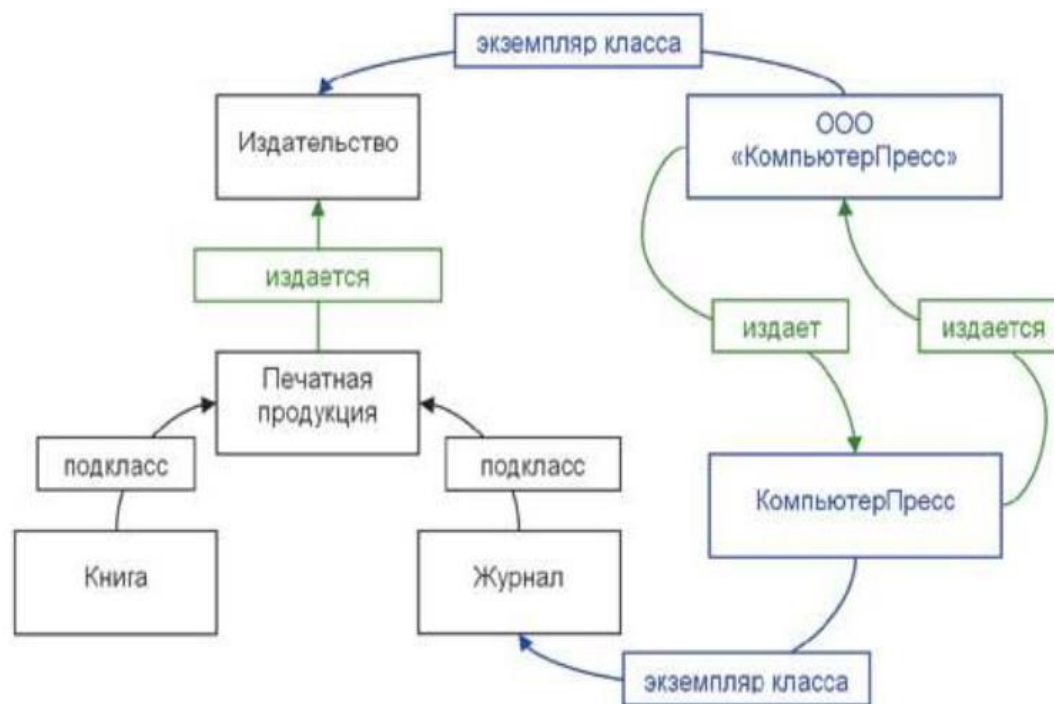 экземпляр класса
Издательство
ООО
«КомпьютерПресс»
издается
издает
издается
Печатная
продукция
подкласс
подкласс
КомпьютерПресс
Книга
Журнал
экземпляр класса